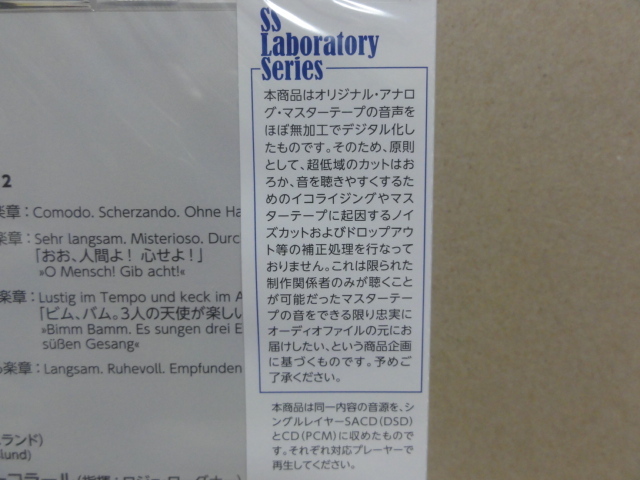 2
楽章：Comodo. Scherzando. Ohne Ha
楽章：Sehr langsam. Misterioso. Durc
「おお、人間よ！ 心せよ！」
»O Mensch! Gib acht!«
楽章：Lustig im Tempo und keck im A
「ビム、バム。3人の天使が楽しい
»Bimm Bamm. Es sungen drei E
süßen Gesang«
楽章：Langsam. Ruhevoll. Empfunden
ランド）
lund)
SS
Laboratory
Series
本商品はオリジナル・アナロ
グ・マスターテープの音声を
ほぼ無加工でデジタル化し
たものです。そのため、原則
として、超低域のカットはお
ろか、音を聴きやすくするた
めのイコライジングやマス
ターテープに起因するノイ
ズカットおよびドロップアウ
ト等の補正処理を行なって
おりません。これは限られた
制作関係者のみが聴くこと
が可能だったマスターテー
プの音をできる限り忠実に
オーディオファイルの元にお
届けしたい、という商品企画
に基づくものです。予めご
了承ください。
本商品は同一内容の音源を、シ
ングルレイヤーSACD（DSD）
とCD（PCM）に収めたもので
す。それぞれ対応プレーヤーで
再生してください。